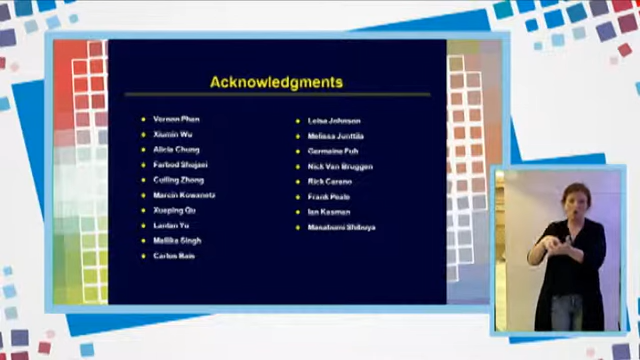 Acknowledgments
Vernon Phan
Xiumin Wu
Alicia Chung
Farbod Shojaei
Cuiling Zhong
Marcin Kowanetz
Xueping Qu
Lanlan Yu
Mallika Singh
Carlos Bais
Leisa Johnson
Melissa Junttila
Germaine Fuh
Nick Van Bruggen
Rick Carano
Frank Peale
Ian Kasman
Masabumi Shibuya